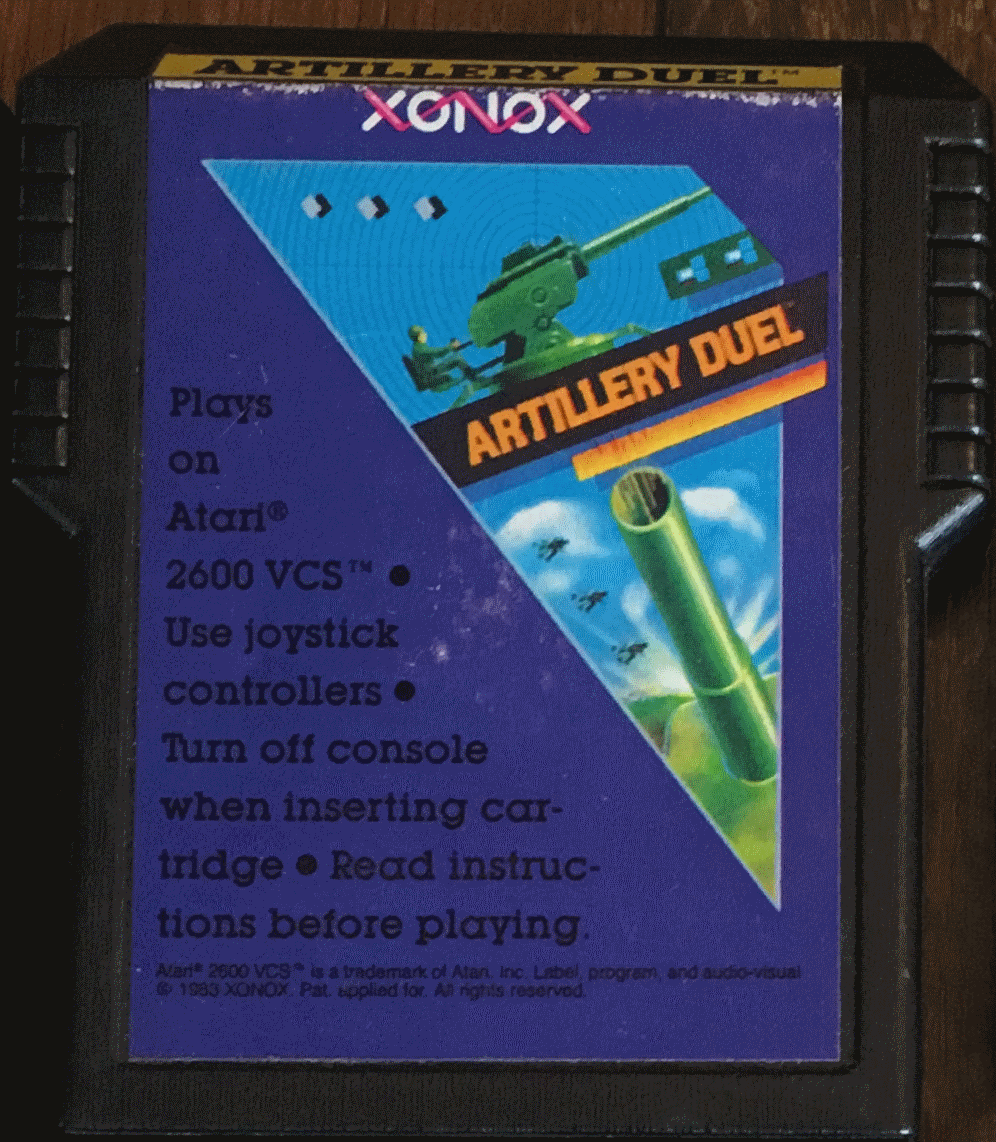 ARTILLERY DUEL™
XONOX
ARTILLERY DUEL
Plays
on
Atari®
2600 VCS™ •
Use joystick
controllers •
Turn off console
when inserting car-
tridge • Read instruc-
tions before playing.
Atari® 2600 VCS™ is a trademark of Atari, Inc. Label, program, and audio-visual
© 1983 XONOX. Pat. applied for. All rights reserved.